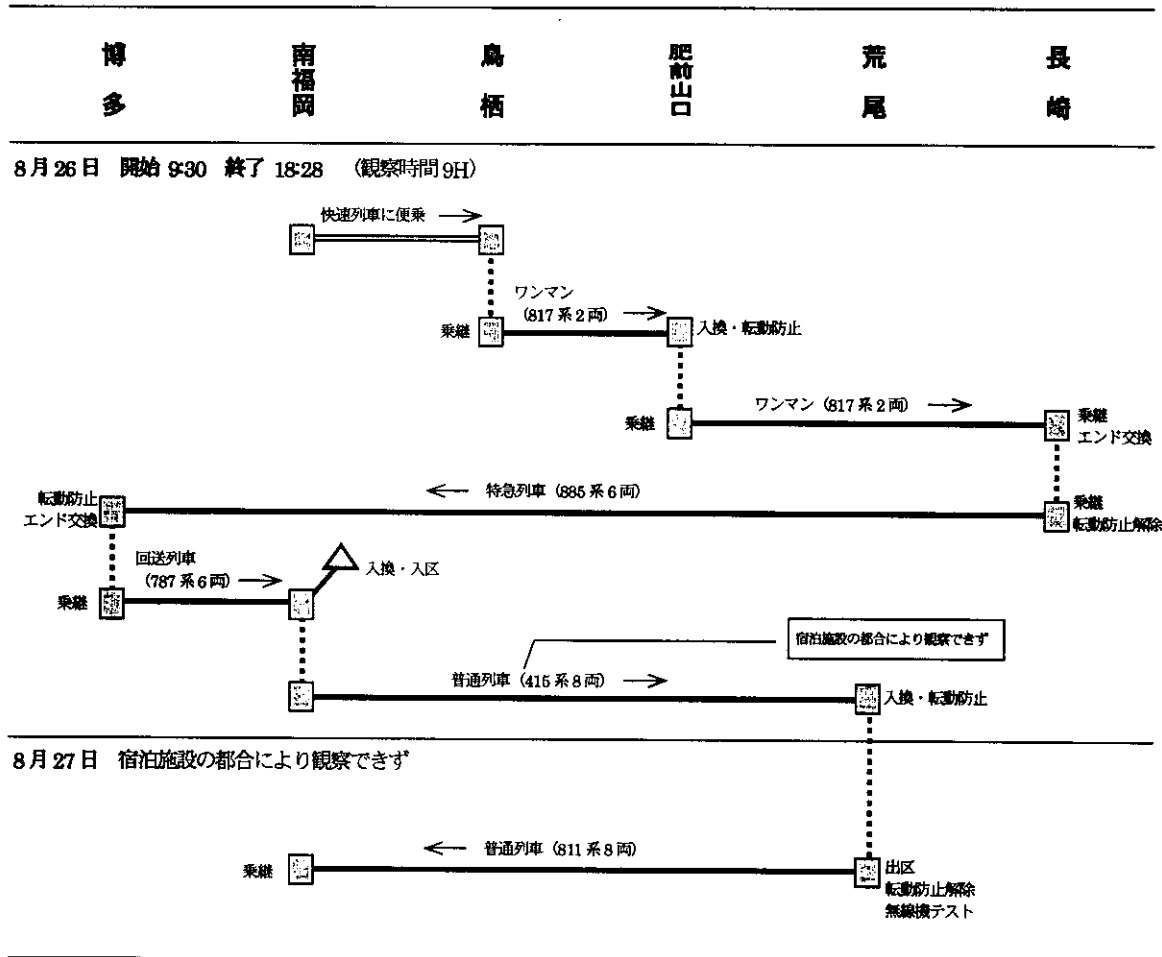 博多
南福岡
鳥栖
肥前山口
荒尾
長崎
8月26日 開始 9:30 終了 18:28 (観察時間9H)
快速列車に便乗
ワンマン
(817系2両)
乗継
入換・転動防止
ワンマン (817系2両)
乗継
乗継
エンド交換
特急列車 (885系6両)
転動防止
エンド交換
乗継
転動防止解除
回送列車
(787系6両)
入換・入区
乗継
宿泊施設の都合により観察できず
普通列車 (415系8両)
入換・転動防止
8月27日 宿泊施設の都合により観察できず
普通列車 (811系8両)
乗継
出区
転動防止解除
無線機テスト